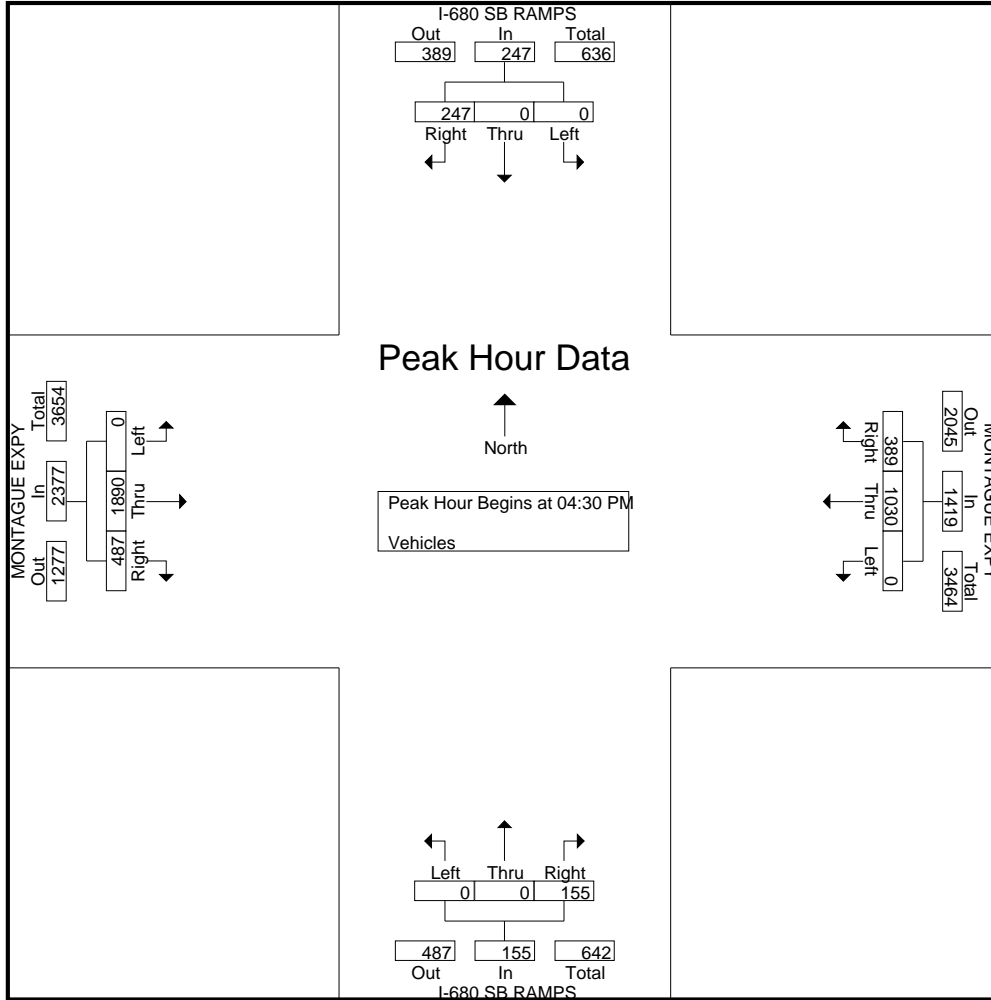 I-680 SB RAMPS
Out In Total
389 247 636
247 0 0
Right Thru Left
Peak Hour Data
North
Peak Hour Begins at 04:30 PM
Vehicles
MONTAGUE EXPY
Total In Out
3654 2377 1277
0 1890 487
Left Thru Right
MONTAGUE EXPY
Out In Total
2045 1419 3464
389 1030 0
Right Thru Left
Left Thru Right
0 0 155
487 155 642
Out In Total
I-680 SB RAMPS